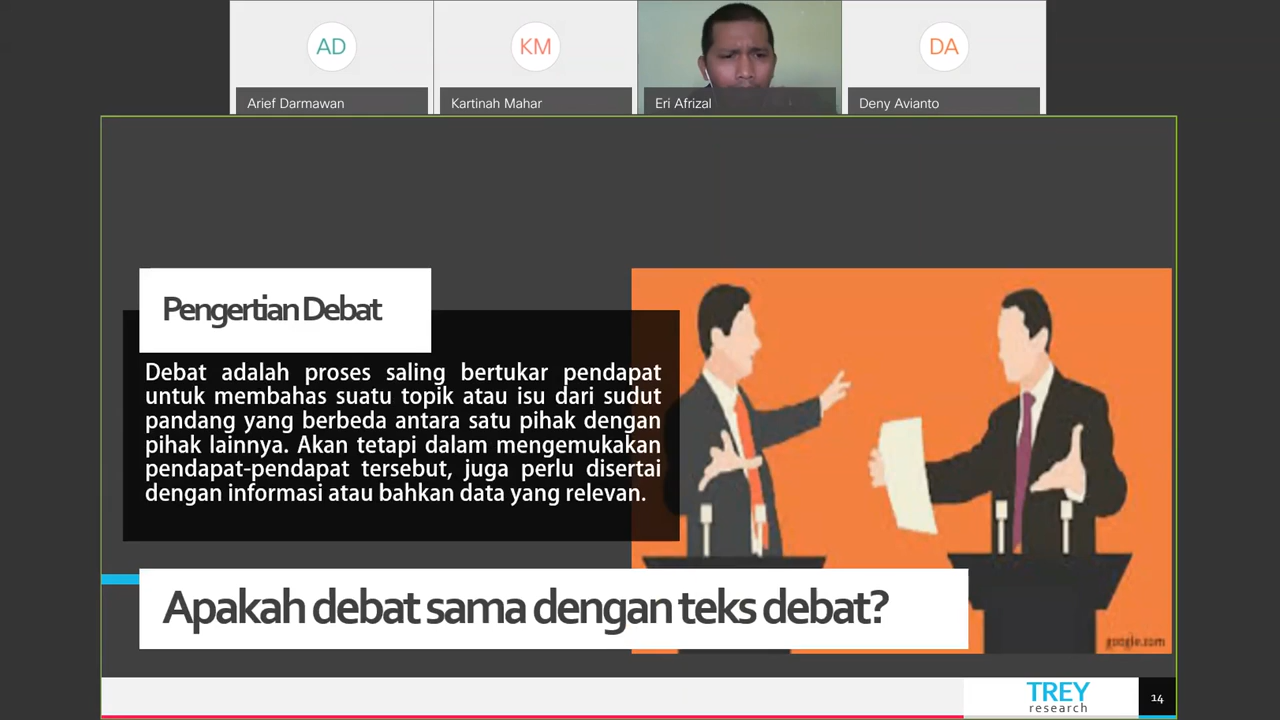 AD
KM
DA
Arief Darmawan
Kartinah Mahar
Eri Afrizal
Deny Avianto
Pengertian Debat
Debat adalah proses saling bertukar pendapat
untuk membahas suatu topik atau isu dari sudut
pandang yang berbeda antara satu pihak dengan
pihak lainnya. Akan tetapi dalam mengemukakan
pendapat-pendapat tersebut, juga perlu disertai
dengan informasi atau bahkan data yang relevan.
Apakah debat sama dengan teks debat?
google.com
TREY
research
14